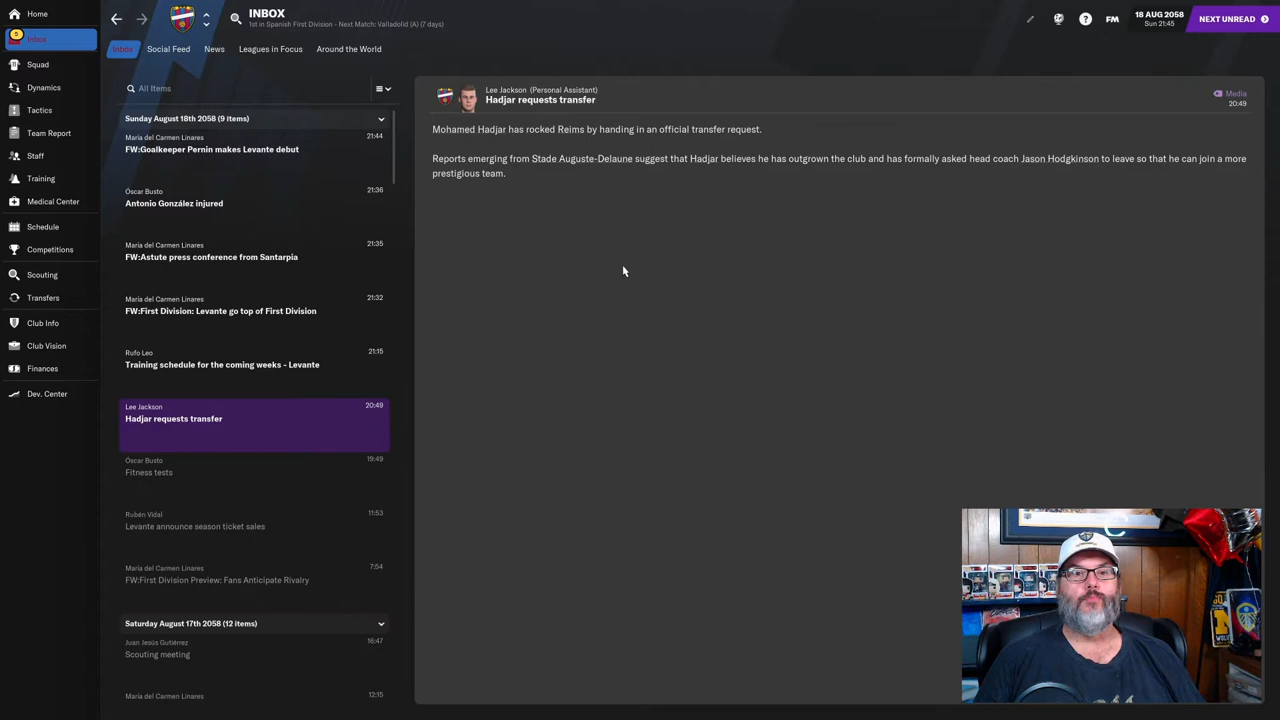 Home
5
Inbox
Squad
Dynamics
Tactics
Team Report
Staff
Training
Medical Center
Schedule
Competitions
Scouting
Transfers
Club Info
Club Vision
Finances
Dev. Center
INBOX
1st in Spanish First Division - Next Match: Valladolid (A) (7 days)
?
FM
18 AUG 2058
Sun 21:45
NEXT UNREAD
Inbox
Social Feed
News
Leagues in Focus
Around the World
All Items
Sunday August 18th 2058 (9 items)
María del Carmen Linares
21:44
FW:Goalkeeper Pernin makes Levante debut
Óscar Busto
21:36
Antonio González injured
María del Carmen Linares
21:35
FW:Astute press conference from Santarpia
María del Carmen Linares
21:32
FW:First Division: Levante go top of First Division
Rufo Leo
21:15
Training schedule for the coming weeks - Levante
Lee Jackson
20:49
Hadjar requests transfer
Óscar Busto
19:49
Fitness tests
Rubén Vidal
11:53
Levante announce season ticket sales
María del Carmen Linares
7:54
FW:First Division Preview: Fans Anticipate Rivalry
Saturday August 17th 2058 (12 items)
Juan Jesús Gutiérrez
16:47
Scouting meeting
María del Carmen Linares
12:15
Lee Jackson (Personal Assistant)
Hadjar requests transfer
Media
20:49
Mohamed Hadjar has rocked Reims by handing in an official transfer request.
Reports emerging from Stade Auguste-Delaune suggest that Hadjar believes he has outgrown the club and has formally asked head coach Jason Hodgkinson to leave so that he can join a more
prestigious team.